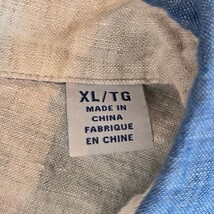 XL/TG
MADE IN
CHINA
FABRIQUE
EN CHINE